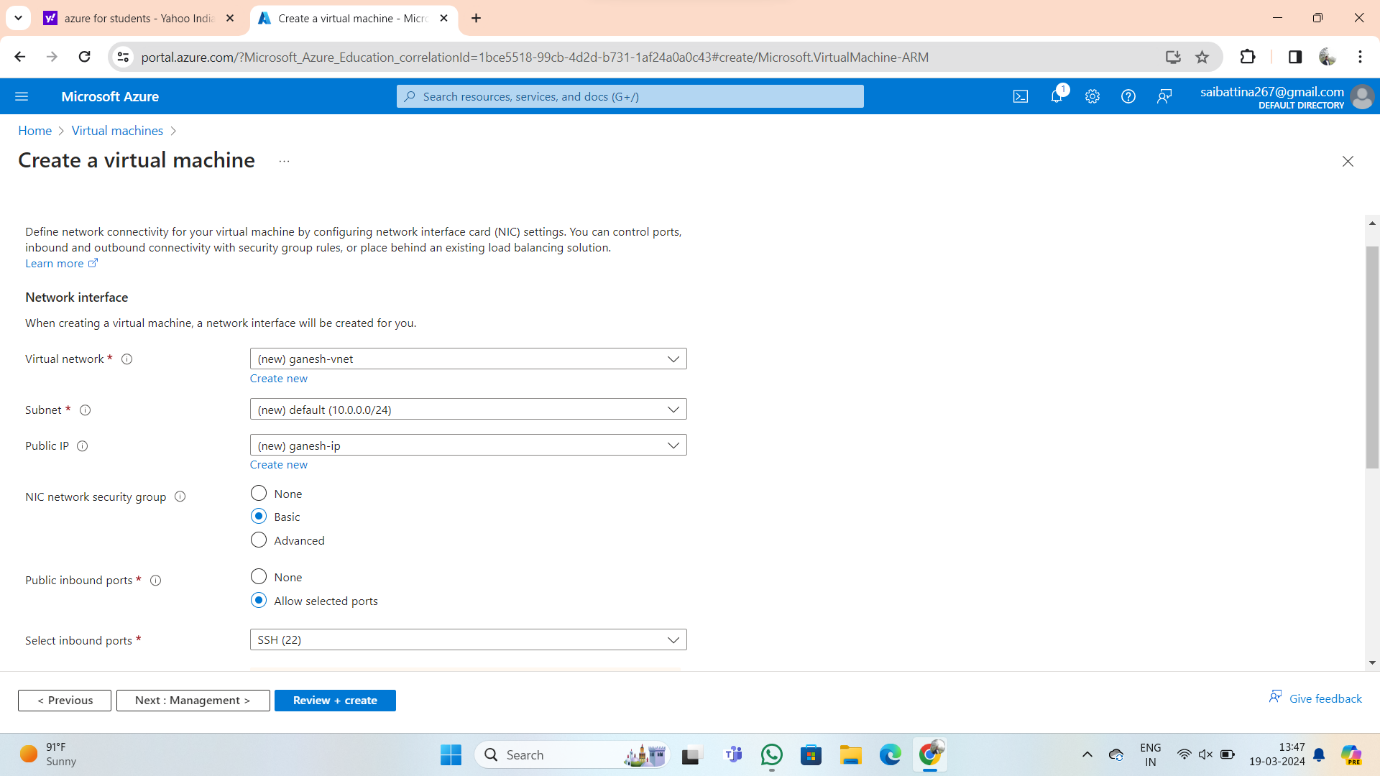 azure for students - Yahoo India
Create a virtual machine - Micro
portal.azure.com/?Microsoft_Azure_Education_correlationId=1bce5518-99cb-4d2d-b731-1af24a0a0c43#create/Microsoft.VirtualMachine-ARM
Microsoft Azure
Search resources, services, and docs (G+/)
1
saibattina267@gmail.com
DEFAULT DIRECTORY
Home > Virtual machines >
Create a virtual machine ...
Define network connectivity for your virtual machine by configuring network interface card (NIC) settings. You can control ports,
inbound and outbound connectivity with security group rules, or place behind an existing load balancing solution.
Learn more
Network interface
When creating a virtual machine, a network interface will be created for you.
Virtual network *
(new) ganesh-vnet
Create new
Subnet *
(new) default (10.0.0.0/24)
Public IP
(new) ganesh-ip
Create new
NIC network security group
None
Basic
Advanced
Public inbound ports *
None
Allow selected ports
Select inbound ports *
SSH (22)
< Previous
Next : Management >
Review + create
Give feedback
91°F
Sunny
Search
ENG
IN
13:47
19-03-2024
PRE